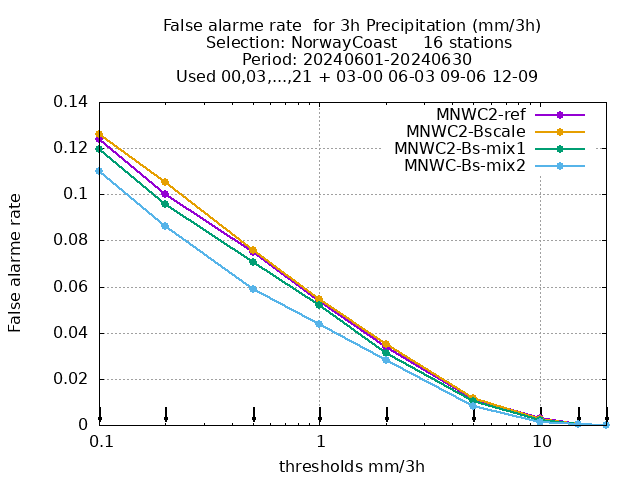 False alarme rate  for 3h Precipitation (mm/3h)
Selection: NorwayCoast     16 stations
Period: 20240601-20240630
Used 00,03,...,21 + 03-00 06-03 09-06 12-09
MNWC2-ref
MNWC2-Bscale
MNWC2-Bs-mix1
MNWC-Bs-mix2
False alarme rate
0.14
0.12
0.1
0.08
0.06
0.04
0.02
0
0.1 1 10
thresholds mm/3h